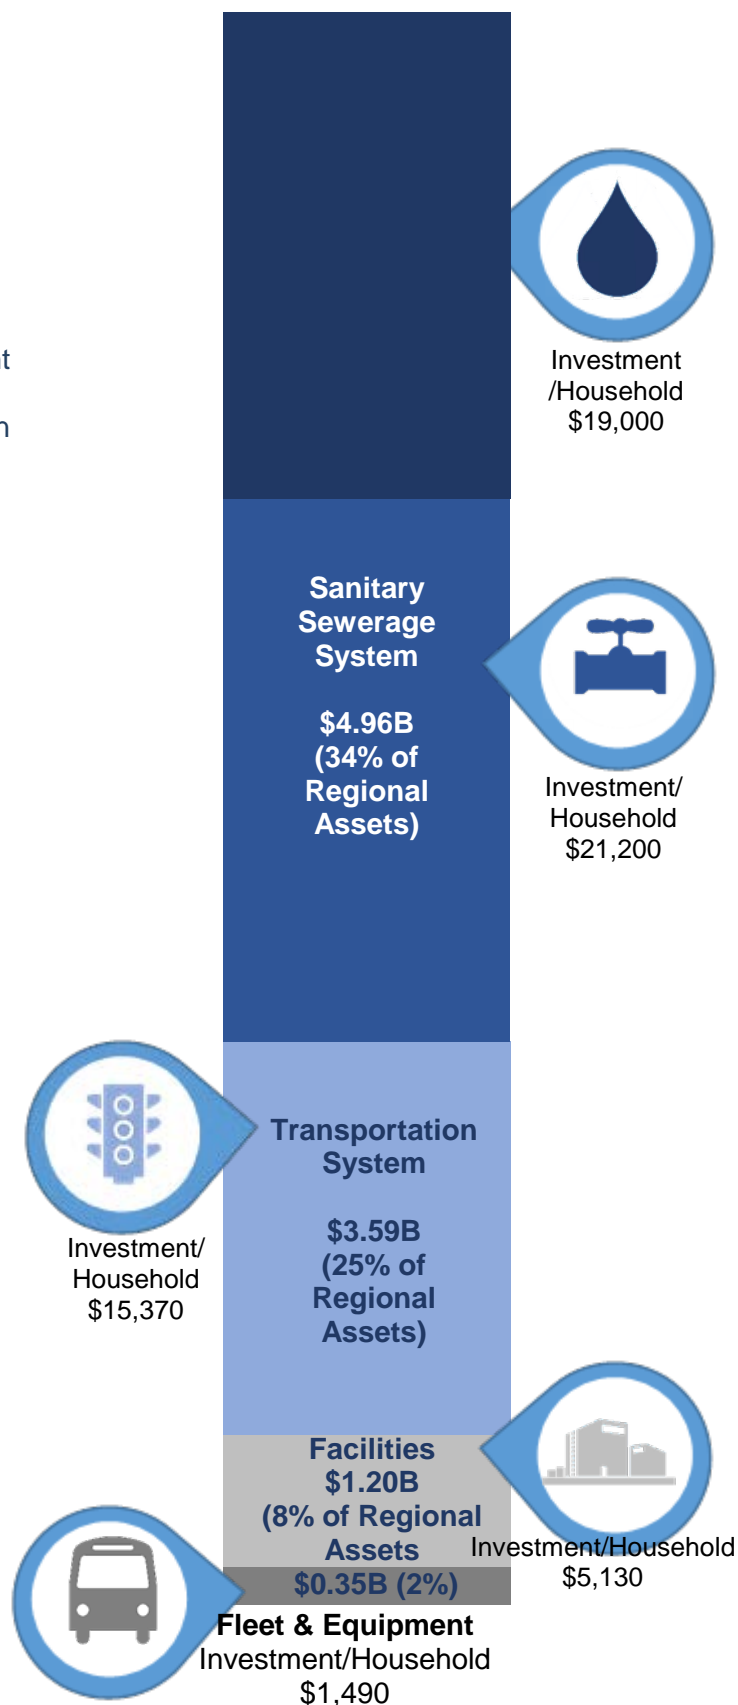 t
n
Investment
/Household
$19,000
Sanitary
Sewerage
System
$4.96B
(34% of
Regional
Assets)
Investment/
Household
$21,200
Transportation
System
$3.59B
(25% of
Regional
Assets)
Investment/
Household
$15,370
Facilities
$1.20B
(8% of Regional
Assets
Investment/Household
$5,130
$0.35B (2%)
Fleet & Equipment
Investment/Household
$1,490